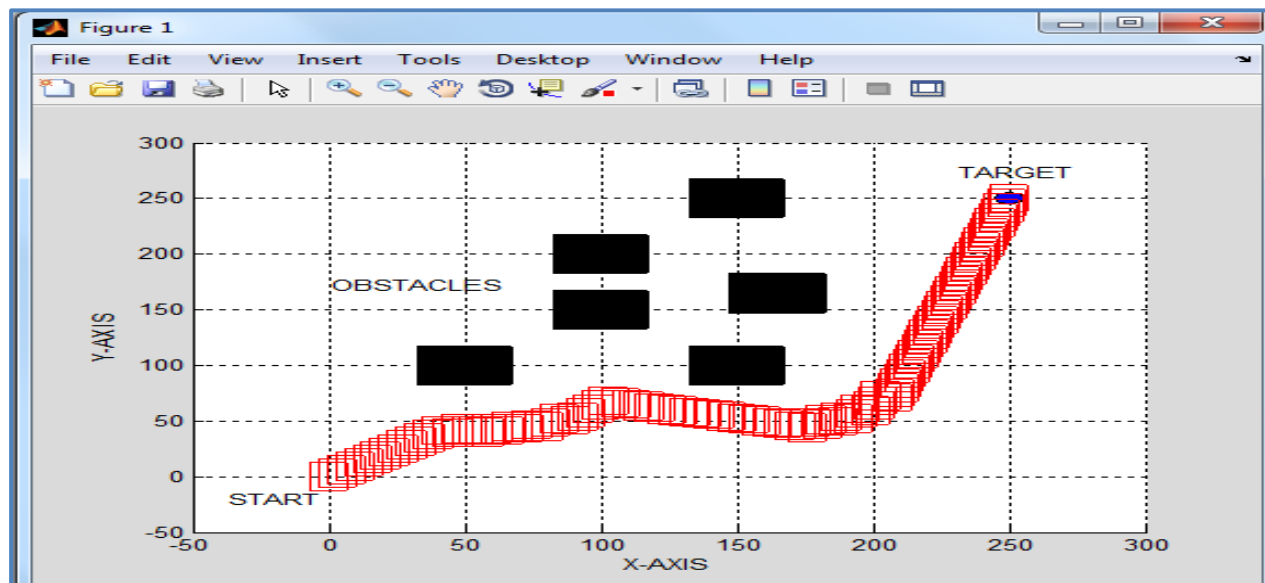 Figure 1
File Edit View Insert Tools Desktop Window Help
300
TARGET
250
200
OBSTACLES
150
Y-AXIS
100
50
0
START
-50
-50 0 50 100 150 200 250 300
X-AXIS